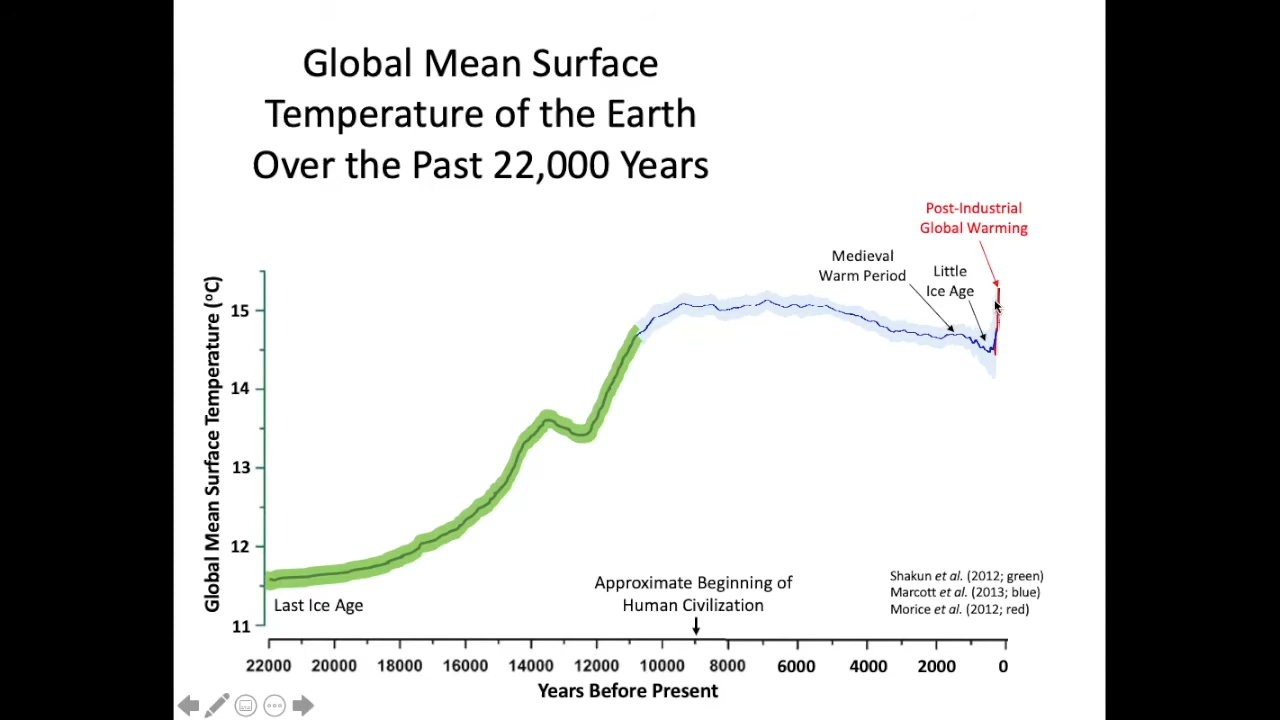 Global Mean Surface
Temperature of the Earth
Over the Past 22,000 Years
Post-Industrial
Global Warming
Medieval
Warm Period
Little
Ice Age
Global Mean Surface Temperature (°C)
15
14
13
12
11
Last Ice Age
Approximate Beginning of
Human Civilization
Shakun et al. (2012; green)
Marcott et al. (2013; blue)
Morice et al. (2012; red)
22000 20000 18000 16000 14000 12000 10000 8000 6000 4000 2000 0
Years Before Present